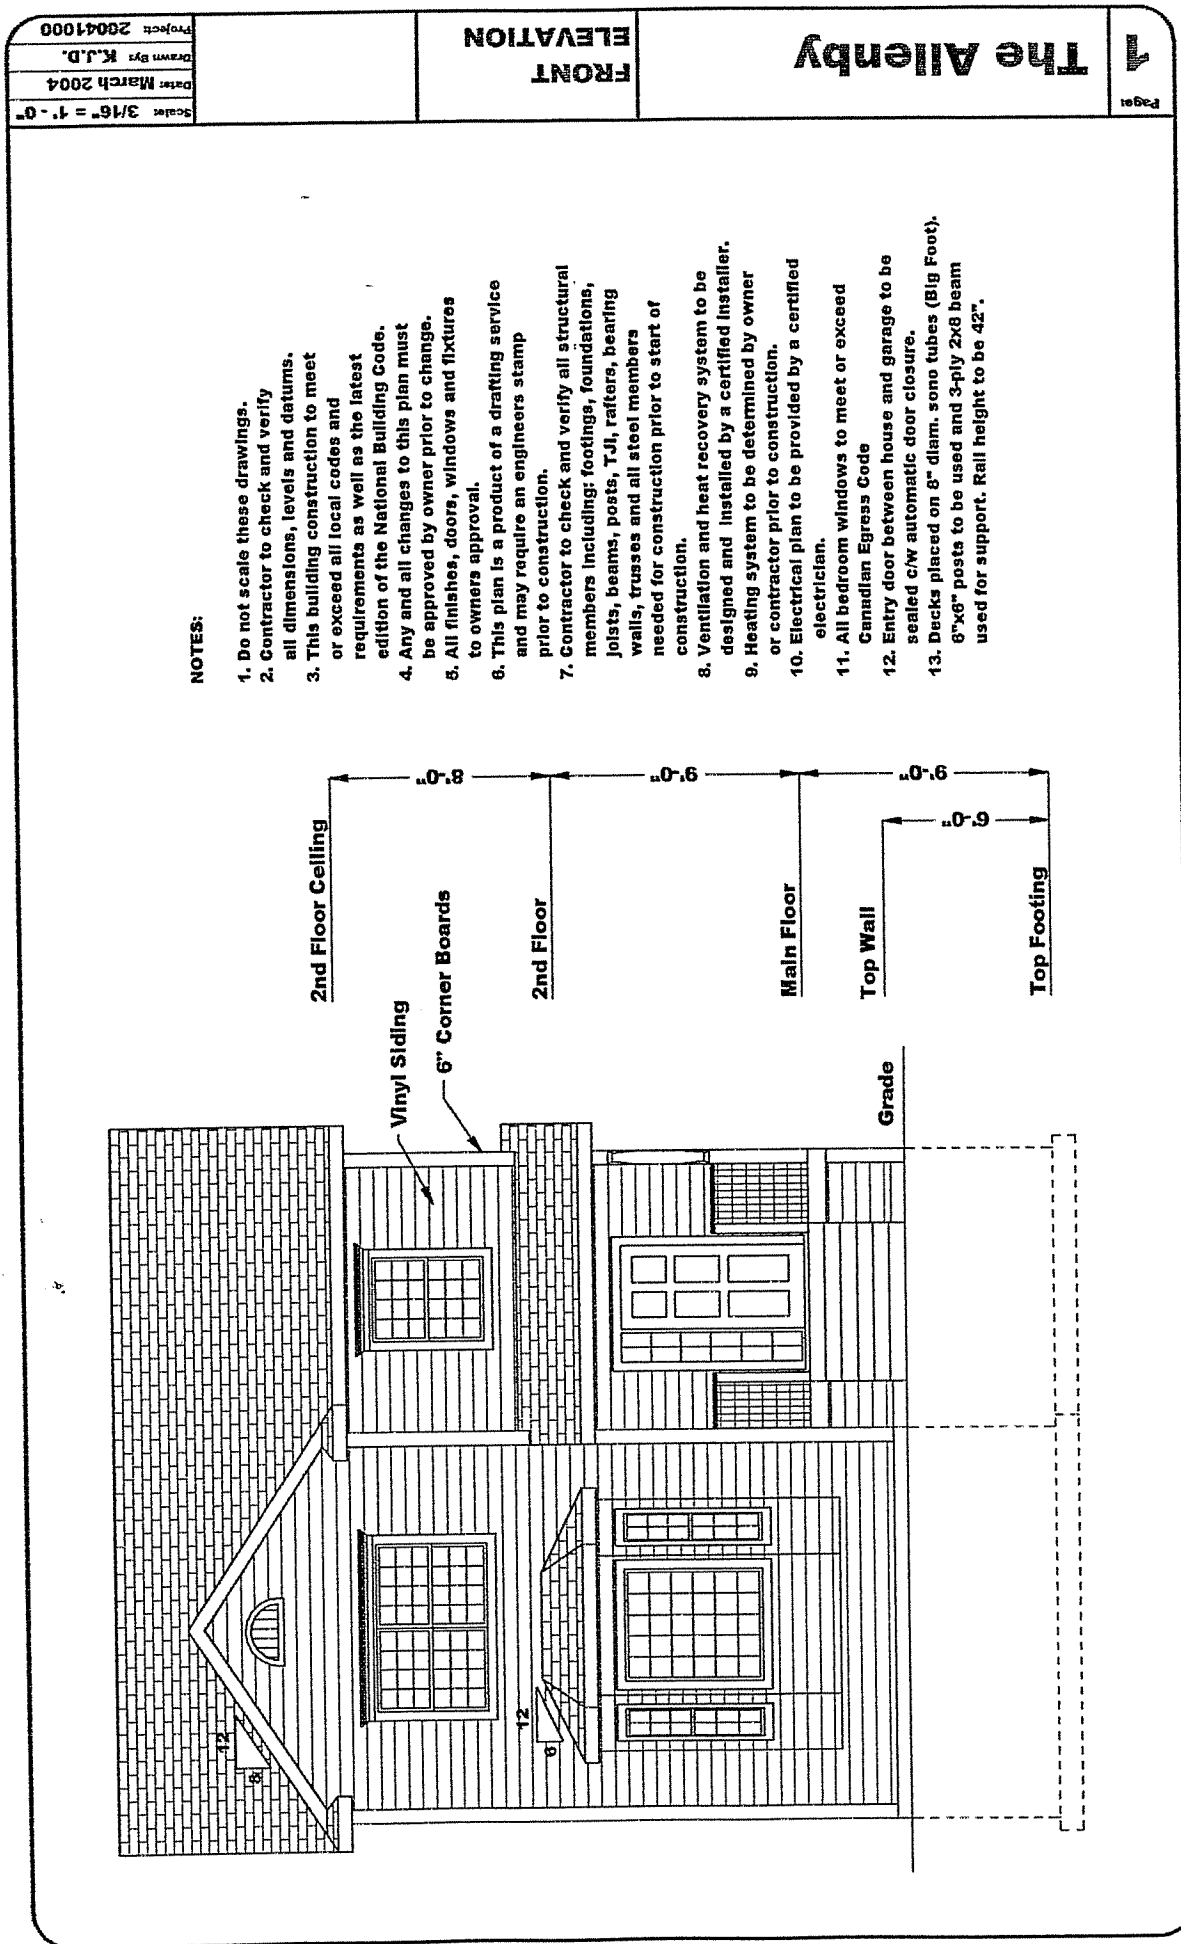 NOTES:
1. Do not scale these drawings.
2. Contractor to check and verify
all dimensions, levels and datums.
3. This building construction to meet
or exceed all local codes and
requirements as well as the latest
edition of the National Building Code.
4. Any and all changes to this plan must
be approved by owner prior to change.
5. All finishes, doors, windows and fixtures
to owners approval.
6. This plan is a product of a drafting service
and may require an engineers stamp
prior to construction.
7. Contractor to check and verify all structural
members including: footings, foundations,
joists, beams, posts, TJI, rafters, bearing
walls, trusses and all steel members
needed for construction prior to start of
construction.
8. Ventilation and heat recovery system to be
designed and installed by a certified installer.
9. Heating system to be determined by owner
or contractor prior to construction.
10. Electrical plan to be provided by a certified
electrician.
11. All bedroom windows to meet or exceed
Canadian Egress Code
12. Entry door between house and garage to be
sealed c/w automatic door closure.
13. Decks placed on 8" diam. sono tubes (Big Foot).
6"x6" posts to be used and 3-ply 2x8 beam
used for support. Rail height to be 42".
2nd Floor Ceiling
8'-0"
Vinyl Siding
6" Corner Boards
2nd Floor
9'-0"
Main Floor
9'-0"
Top Wall
6'-0"
Grade
Top Footing
12
8
12
6
Page:
1
The Allenby
FRONT
ELEVATION
Scale: 3/16" = 1' - 0"
Date: March 2004
Drawn By: K.J.D.
Project: 20041000